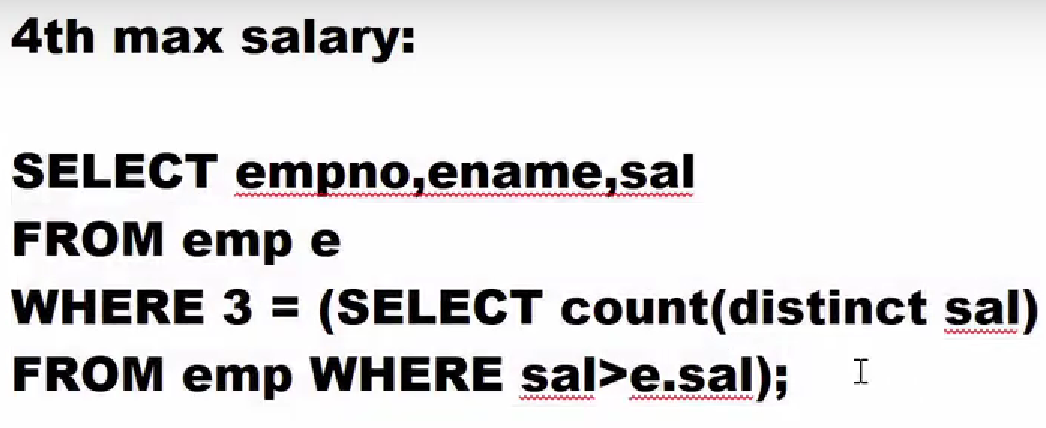 4th max salary:
SELECT empno,ename,sal
FROM emp e
WHERE 3 = (SELECT count(distinct sal)
FROM emp WHERE sal>e.sal);